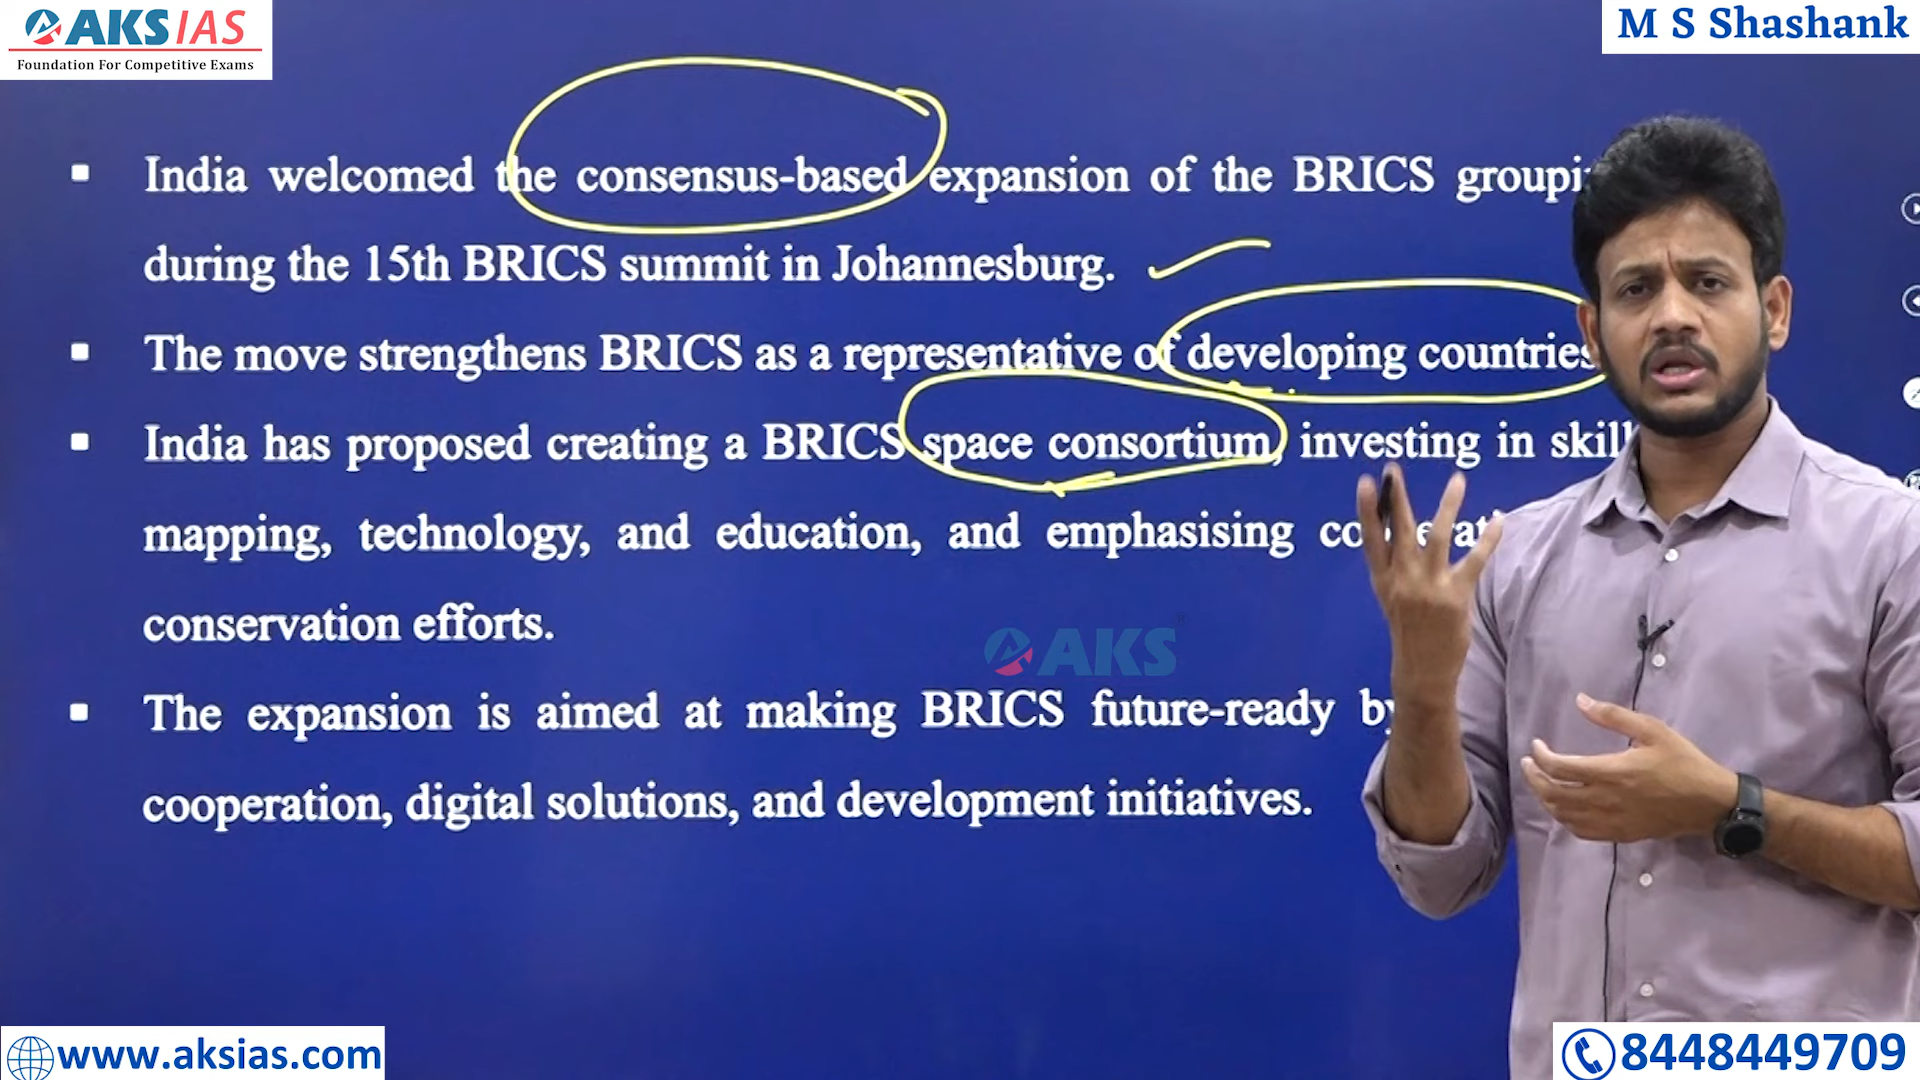 AKS IAS
Foundation For Competitive Exams
M S Shashank
▪ India welcomed the consensus-based expansion of the BRICS groupi
during the 15th BRICS summit in Johannesburg.
▪ The move strengthens BRICS as a representative of developing countries
▪ India has proposed creating a BRICS space consortium, investing in skill
mapping, technology, and education, and emphasising
conservation efforts.
AKS
▪ The expansion is aimed at making BRICS future-ready by
cooperation, digital solutions, and development initiatives.
www.aksias.com
8448449709